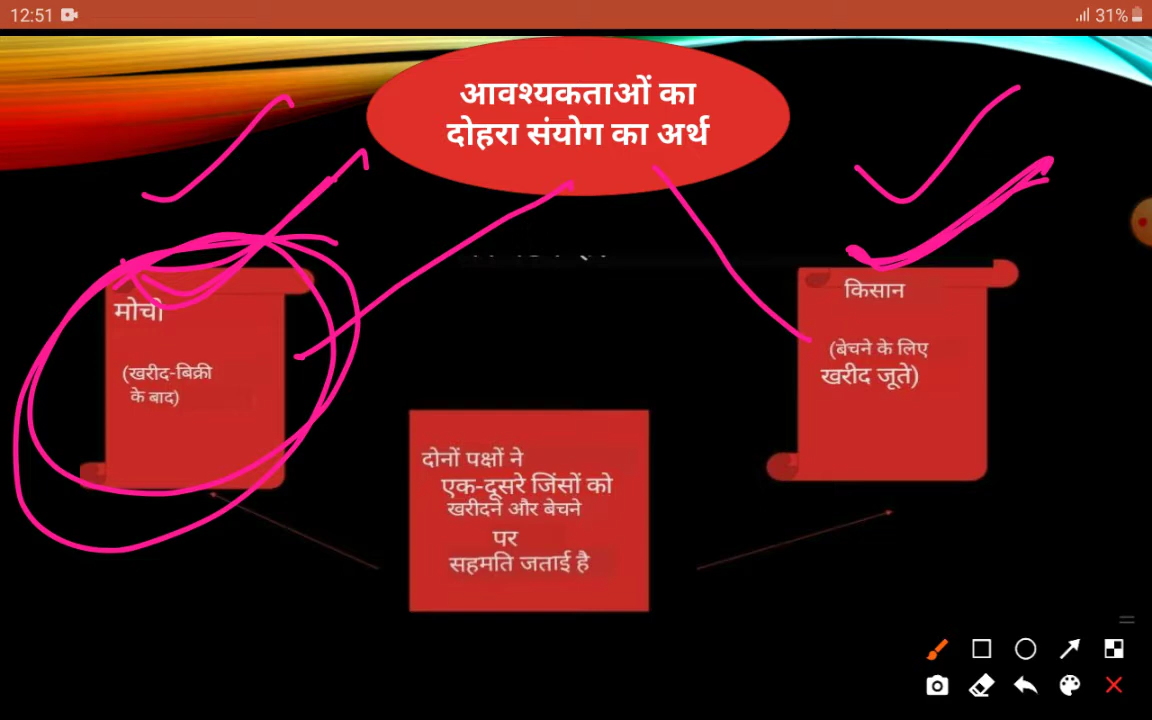 12:51
31%
आवश्यकताओं का
दोहरा संयोग का अर्थ
मोची
(खरीद-बिक्री
के बाद)
किसान
(बेचने के लिए
खरीद जूते)
दोनों पक्षों ने
एक-दूसरे जिंसों को
खरीदने और बेचने
पर
सहमति जताई है